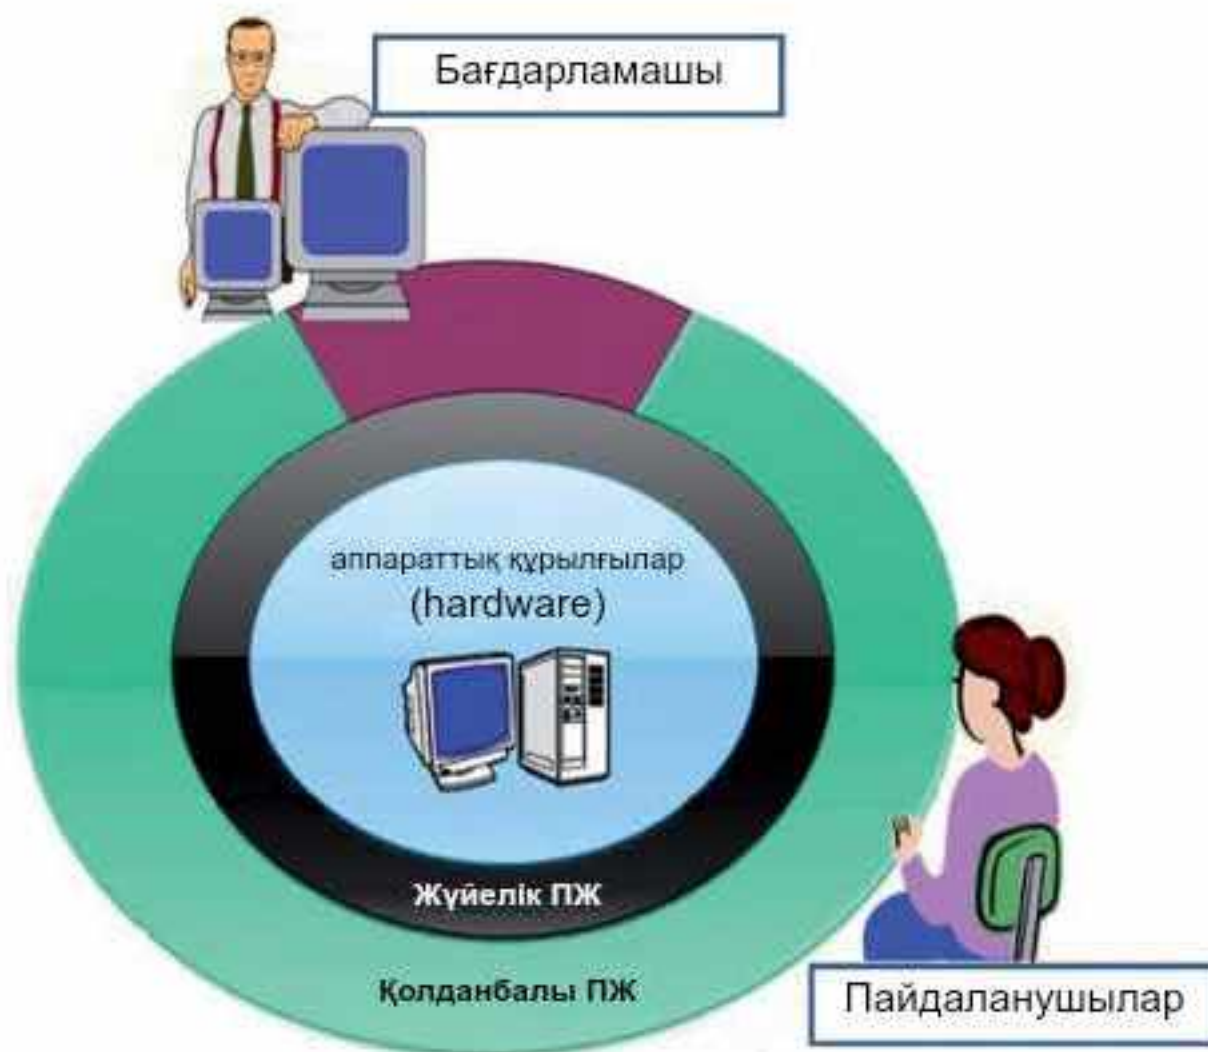 Бағдарламашы
аппараттық құрылғылар
(hardware)
Жүйелік ПЖ
Қолданбалы ПЖ
Пайдаланушылар